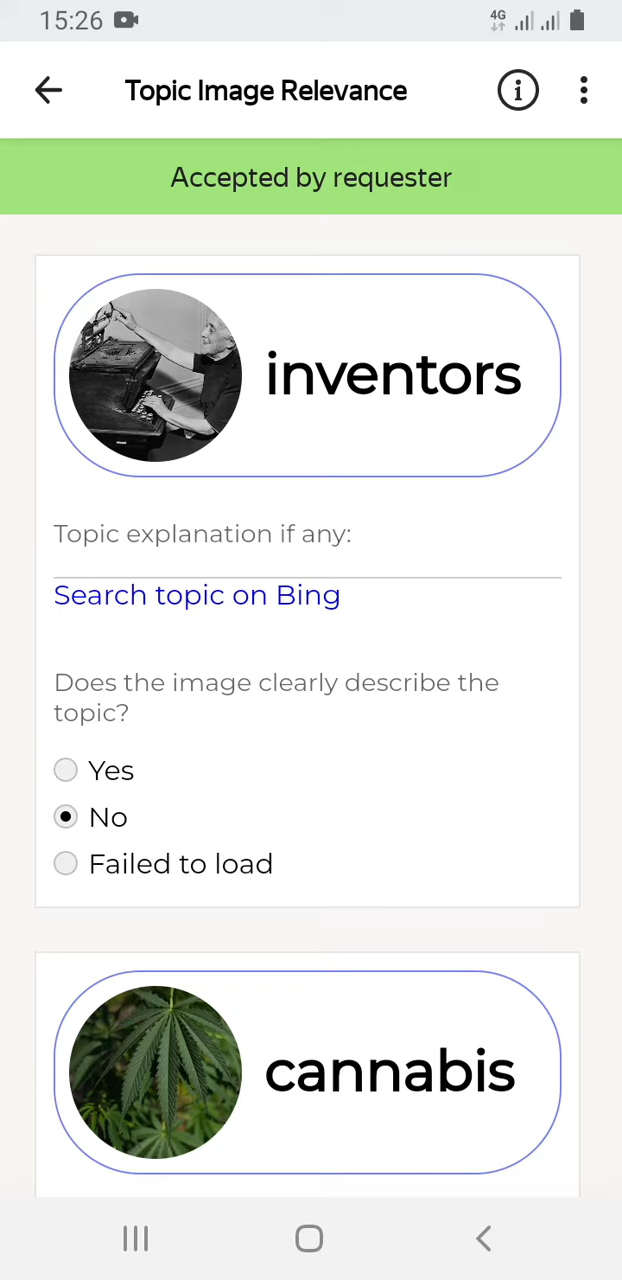 15:26
4G
Topic Image Relevance
Accepted by requester
inventors
Topic explanation if any:
Search topic on Bing
Does the image clearly describe the
topic?
Yes
No
Failed to load
cannabis